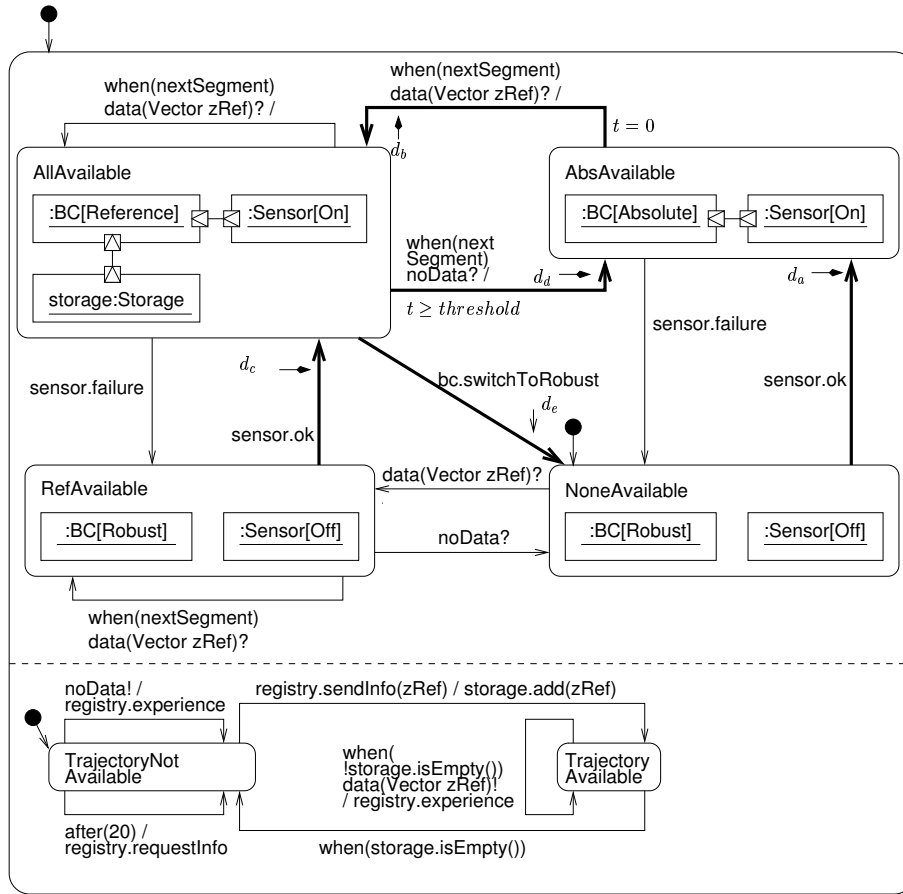 when(nextSegment)
data(Vector zRef)? /
when(nextSegment)
data(Vector zRef)? /
t = 0
d_b
AllAvailable
:BC[Reference]
:Sensor[On]
storage:Storage
AbsAvailable
:BC[Absolute]
:Sensor[On]
when(next
Segment)
noData? /
d_d
t ≥ threshold
d_a
sensor.failure
d_c
sensor.ok
bc.switchToRobust
d_e
sensor.failure
sensor.ok
RefAvailable
:BC[Robust]
:Sensor[Off]
data(Vector zRef)?
noData?
NoneAvailable
:BC[Robust]
:Sensor[Off]
when(nextSegment)
data(Vector zRef)?
noData! /
registry.experience
registry.sendInfo(zRef) / storage.add(zRef)
TrajectoryNot
Available
when(
!storage.isEmpty())
data(Vector zRef)!
/ registry.experience
Trajectory
Available
after(20) /
registry.requestInfo
when(storage.isEmpty())